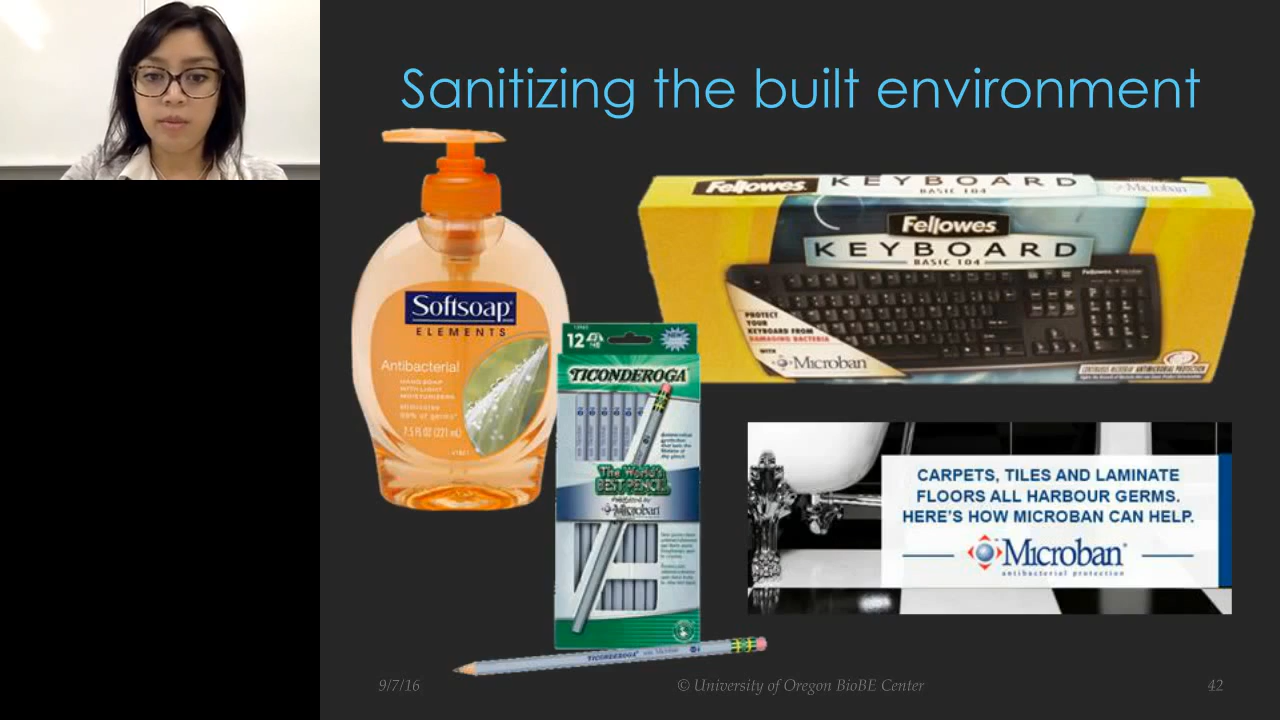 Sanitizing the built environment
Softsoap
ELEMENTS
Antibacterial
HAND SOAP
WITH LIGHT
MOISTURIZERS
eliminates
99% of germs*
7.5 FL OZ (221 mL)
Fellowes
KEYBOARD
BASIC 104
Microban
Fellowes
KEYBOARD
BASIC 104
Fellowes Microban
PROTECT
YOUR
KEYBOARD FROM
DAMAGING BACTERIA
WITH
Microban
12
TICONDEROGA
The World's
BEST PENCIL
Microban
TICONDEROGA
CARPETS, TILES AND LAMINATE
FLOORS ALL HARBOUR GERMS.
HERE'S HOW MICROBAN CAN HELP.
Microban®
antibacterial protection
9/7/16
© University of Oregon BioBE Center
42